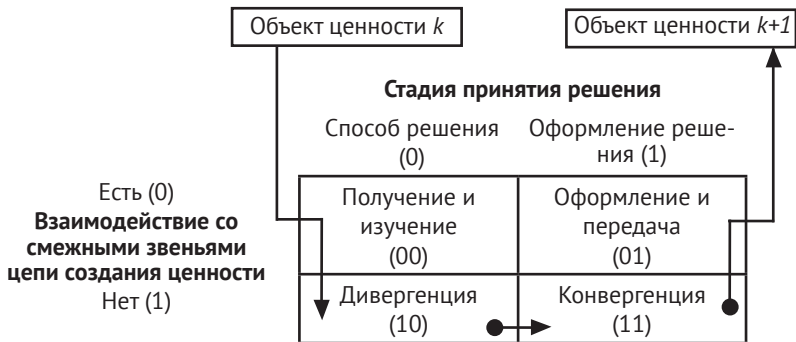 Объект ценности k
Объект ценности k+1
Стадия принятия решения
Способ решения
(0)
Оформление реше-
ния (1)
Есть (0)
Взаимодействие со
смежными звеньями
цепи создания ценности
Нет (1)
Получение и
изучение
(00)
Оформление и
передача
(01)
Дивергенция
(10)
Конвергенция
(11)